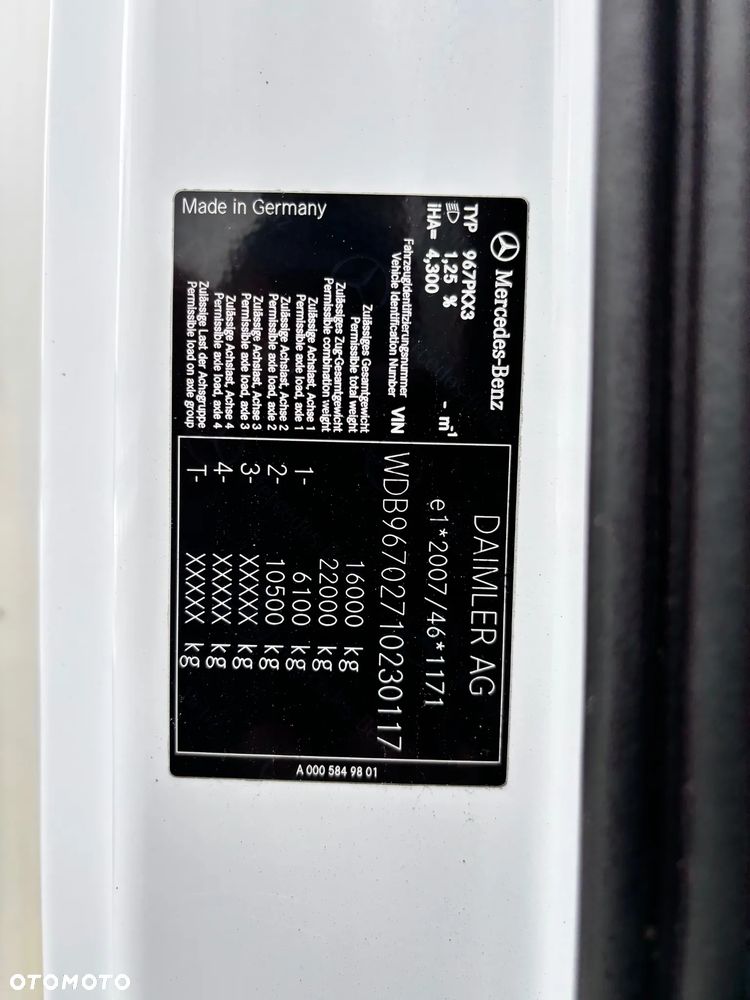 Mercedes-Benz
TYP 967PKX3
1,25 % - m-1
iHA= 4,300
Fahrzeugidentifizierungsnummer
Vehicle Identification Number VIN
Zulässiges Gesamtgewicht
Permissible total weight
Zulässiges Zug-Gesamtgewicht
Permissible combination weight
Zulässige Achslast, Achse 1
Permissible axle load, axle 1
Zulässige Achslast, Achse 2
Permissible axle load, axle 2
Zulässige Achslast, Achse 3
Permissible axle load, axle 3
Zulässige Achslast, Achse 4
Permissible axle load, axle 4
Zulässige Last der Achsgruppe
Permissible load on axle group
Made in Germany
DAIMLER AG
e1*2007/46*1171
WDB96702710230117
16000 kg
22000 kg
1- 6100 kg
2- 10500 kg
3- XXXXX kg
4- XXXXX kg
T- XXXXX kg
A 000 584 98 01
OTOMOTO